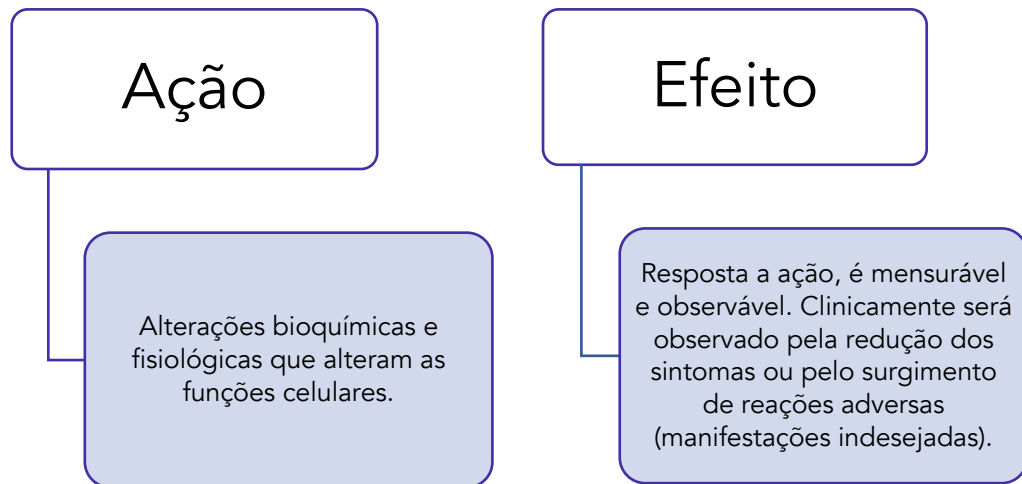 Ação
Alterações bioquímicas e
fisiológicas que alteram as
funções celulares.
Efeito
Resposta a ação, é mensurável
e observável. Clinicamente será
observado pela redução dos
sintomas ou pelo surgimento
de reações adversas
(manifestações indesejadas).